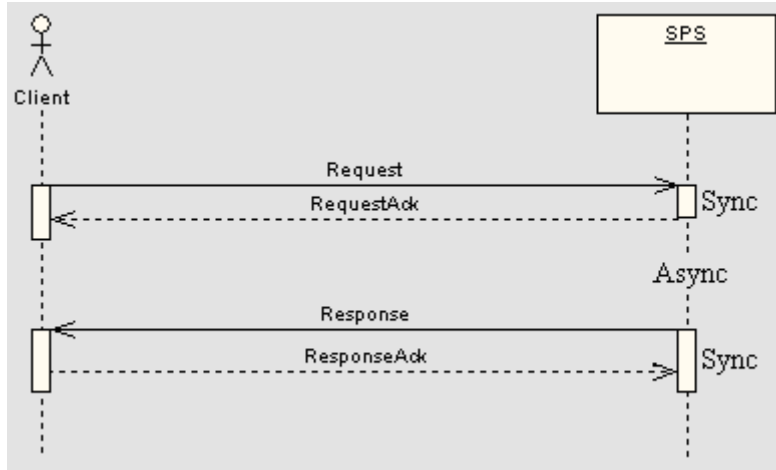 SPS
Client
Request
RequestAck
Sync
Async
Response
ResponseAck
Sync